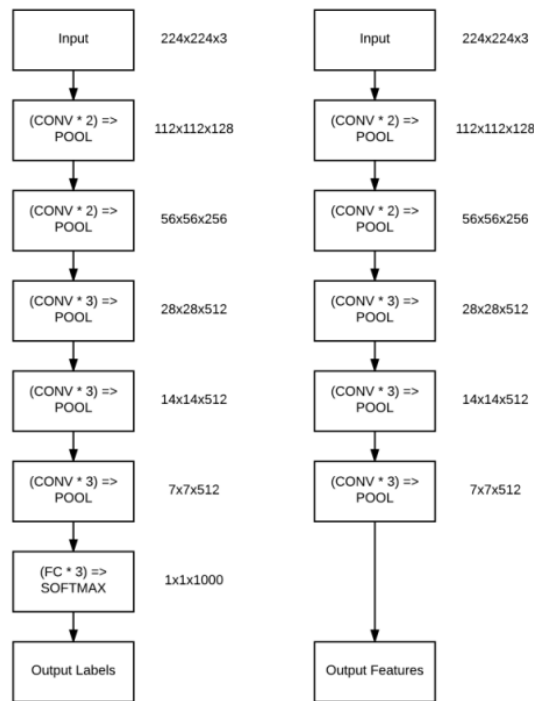 Input
224x224x3
(CONV * 2) =>
POOL
112x112x128
(CONV * 2) =>
POOL
56x56x256
(CONV * 3) =>
POOL
28x28x512
(CONV * 3) =>
POOL
14x14x512
(CONV * 3) =>
POOL
7x7x512
(FC * 3) =>
SOFTMAX
1x1x1000
Output Labels
Input
224x224x3
(CONV * 2) =>
POOL
112x112x128
(CONV * 2) =>
POOL
56x56x256
(CONV * 3) =>
POOL
28x28x512
(CONV * 3) =>
POOL
14x14x512
(CONV * 3) =>
POOL
7x7x512
Output Features